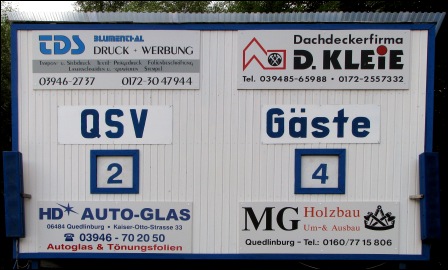 TDS BLUMENTHAL
DRUCK · WERBUNG
03946-2737 0172-3047944
Dachdeckerfirma
D. KLEIE
Tel. 039485-65988 · 0172-2557332
QSV
Gäste
2
4
HD AUTO-GLAS
06484 Quedlinburg · Kaiser-Otto-Strasse 33
03946 - 70 20 50
Autoglas & Tönungsfolien
MG Holzbau
Um-& Ausbau
Quedlinburg - Tel.: 0160/77 15 806